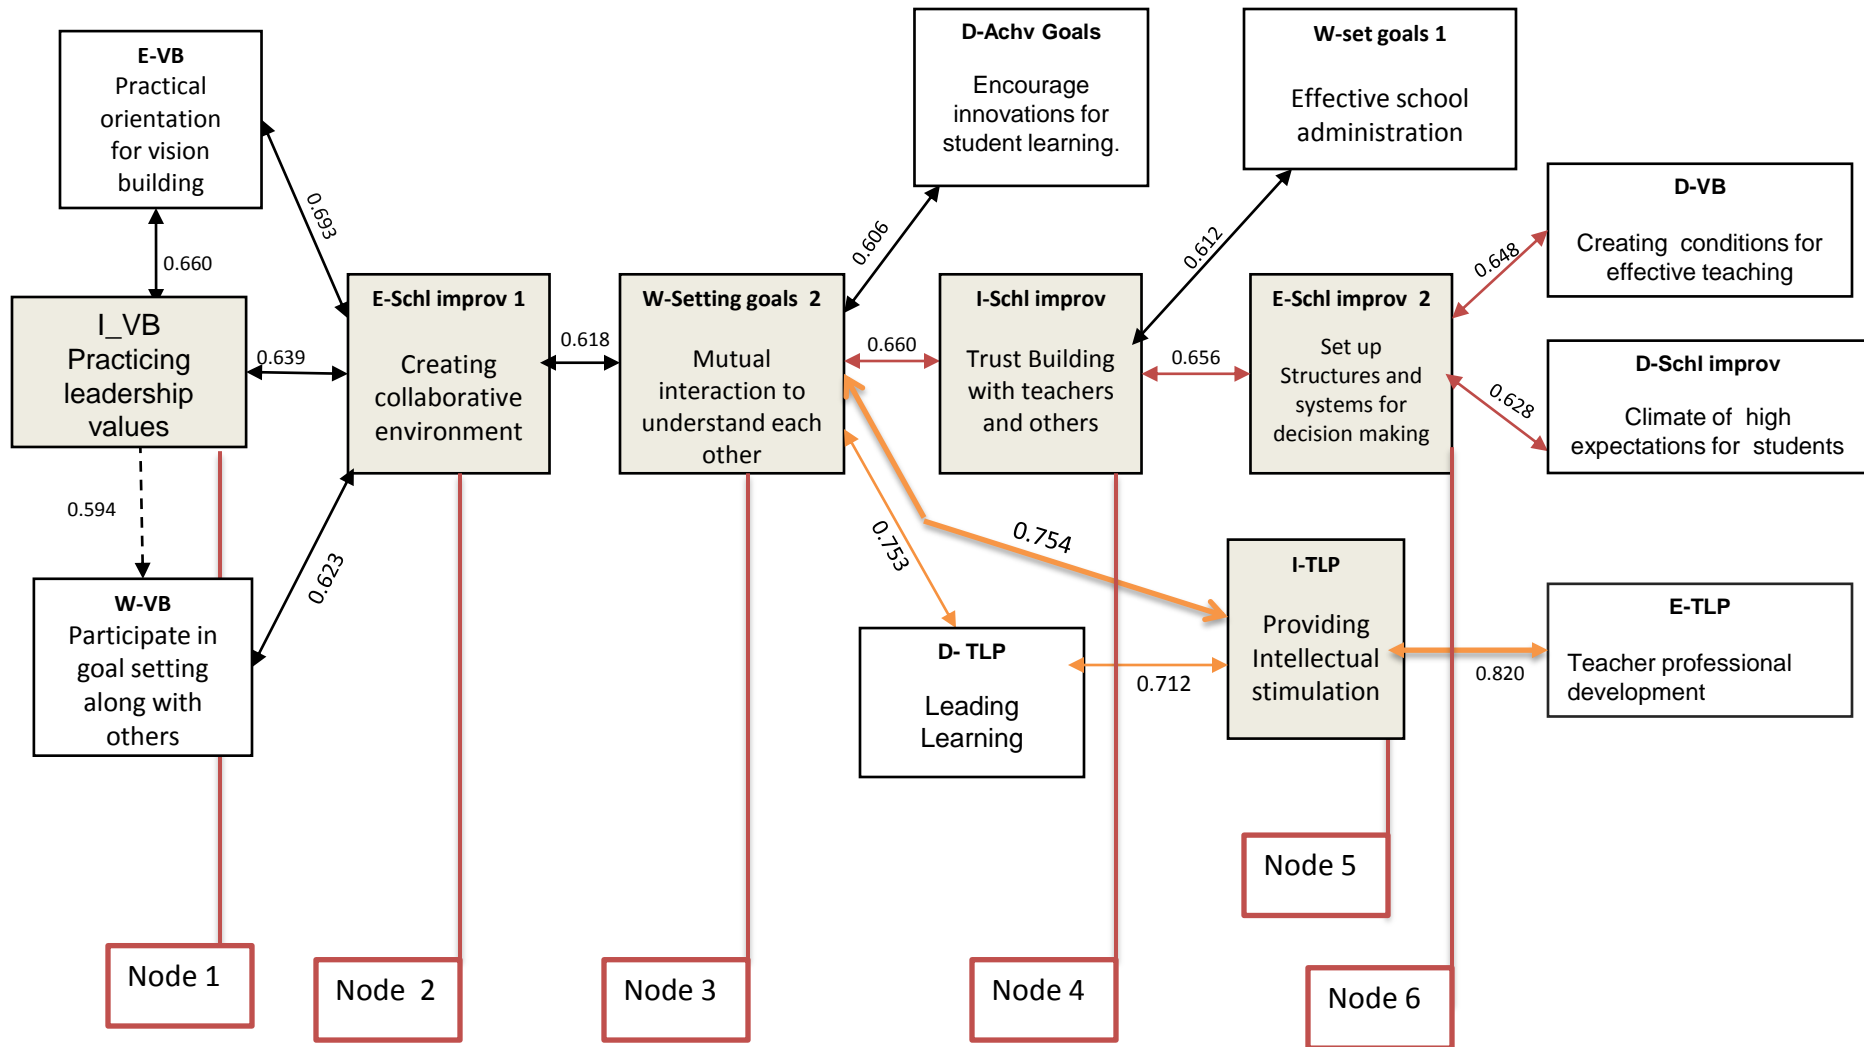 E-VB
Practical
orientation
for vision
building
D-Achv Goals
Encourage
innovations for
student learning.
W-set goals 1
Effective school
administration
D-VB
Creating conditions for
effective teaching
0.693
0.660
0.606
0.612
0.648
I_VB
Practicing
leadership
values
0.639
E-Schl improv 1
Creating
collaborative
environment
0.618
W-Setting goals 2
Mutual
interaction to
understand each
other
0.660
I-Schl improv
Trust Building
with teachers
and others
0.656
E-Schl improv 2
Set up
Structures and
systems for
decision making
0.628
D-Schl improv
Climate of high
expectations for students
0.594
0.623
0.753
0.754
W-VB
Participate in
goal setting
along with
others
D- TLP
Leading
Learning
0.712
I-TLP
Providing
Intellectual
stimulation
0.820
E-TLP
Teacher professional
development
Node 5
Node 1
Node 2
Node 3
Node 4
Node 6